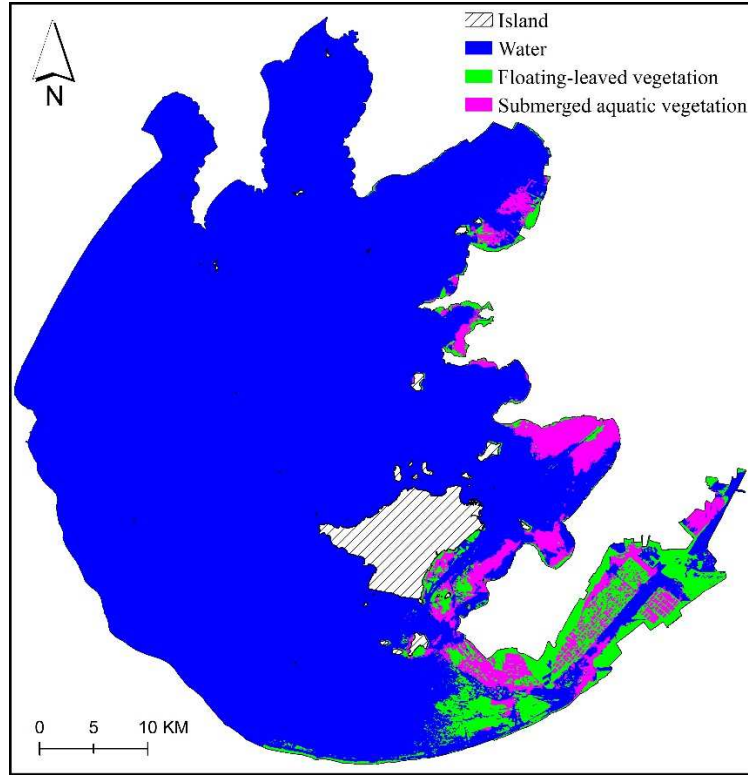 Island
Water
Floating-leaved vegetation
Submerged aquatic vegetation
N
0 5 10 KM